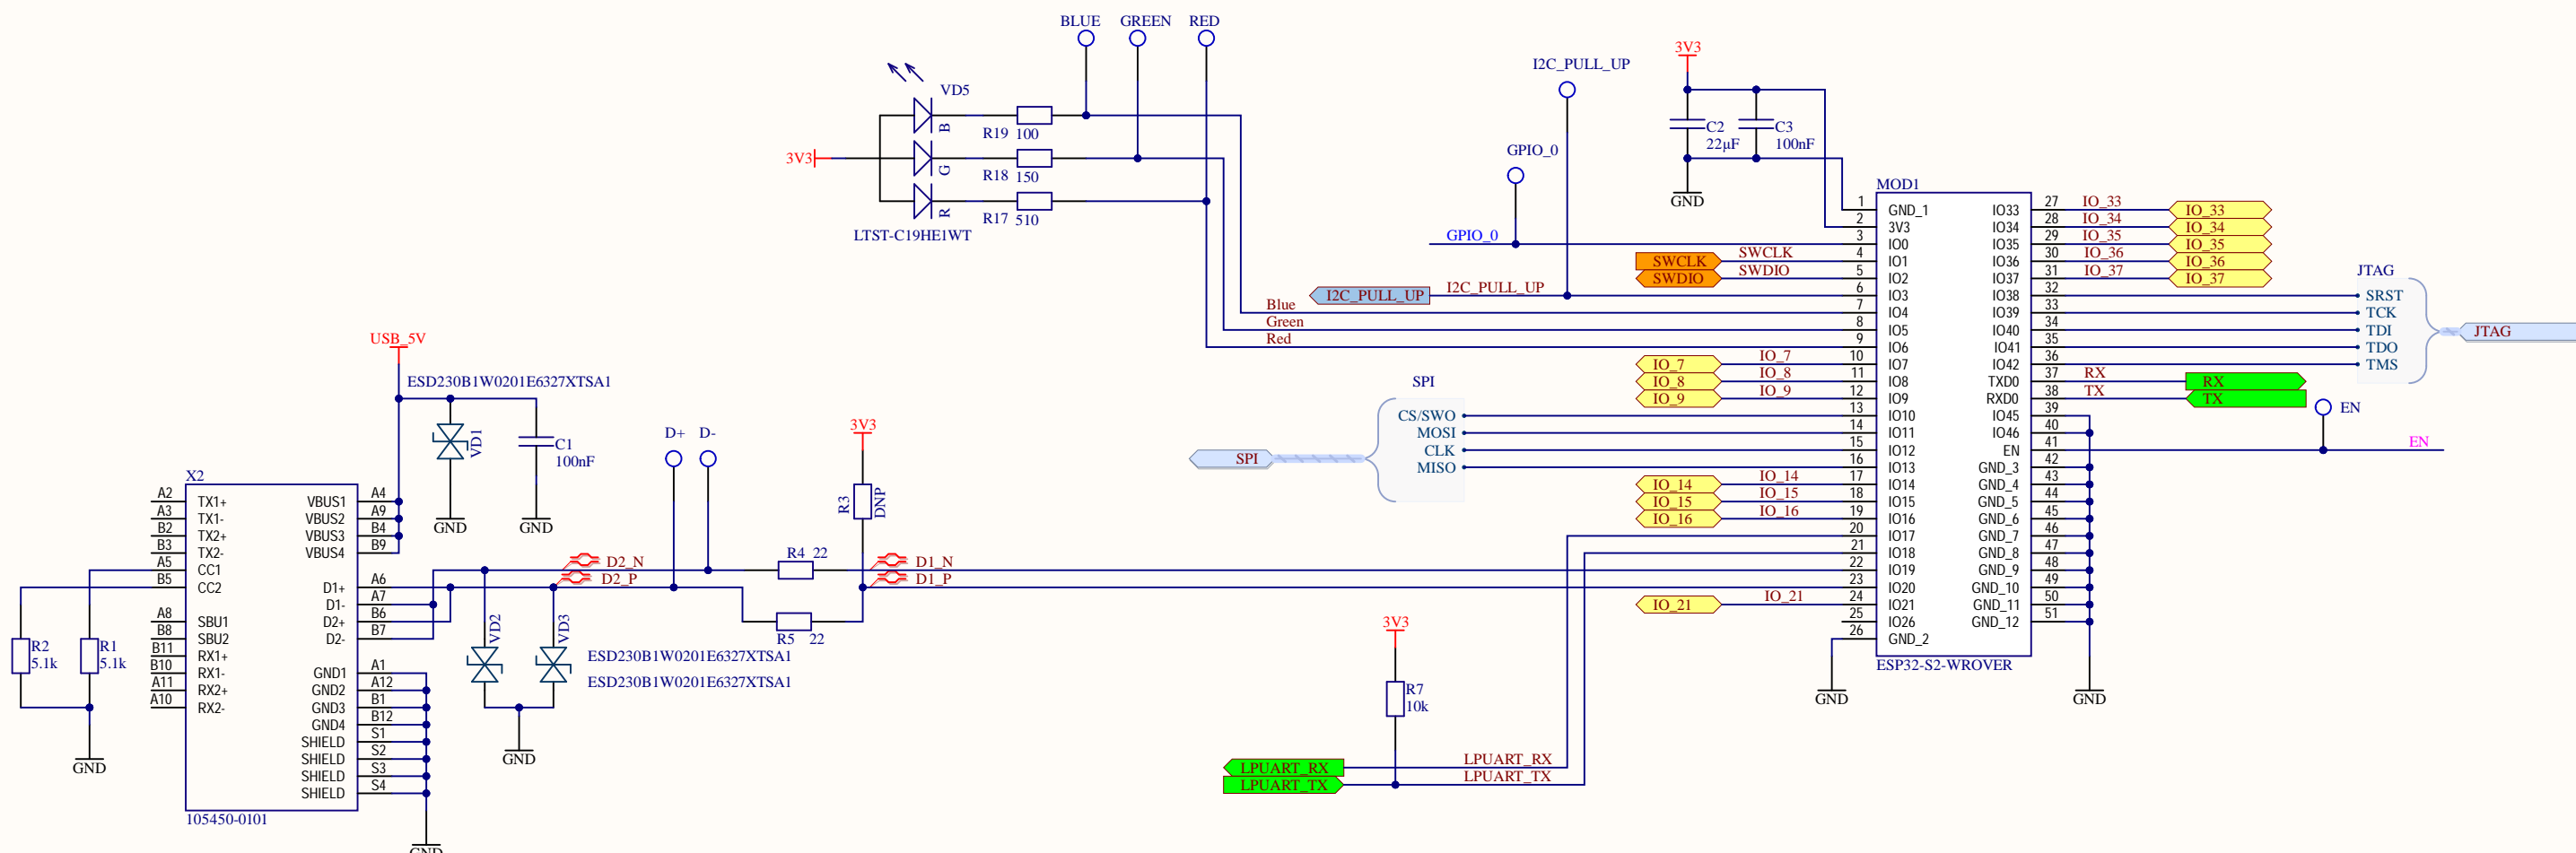 BLUE GREEN RED
3V3
VD5
B
G
R
R19 100
R18 150
R17 510
LTST-C19HE1WT
I2C_PULL_UP
GPIO_0
GPIO_0
3V3
C2
22µF
C3
100nF
GND
SWCLK SWCLK
SWDIO SWDIO
I2C_PULL_UP I2C_PULL_UP
Blue
Green
Red
IO_7 IO_7
IO_8 IO_8
IO_9 IO_9
SPI
CS/SWO
MOSI
CLK
MISO
SPI
IO_14 IO_14
IO_15 IO_15
IO_16 IO_16
IO_21 IO_21
MOD1
1 GND_1
2 3V3
3 IO0
4 IO1
5 IO2
6 IO3
7 IO4
8 IO5
9 IO6
10 IO7
11 IO8
12 IO9
13 IO10
14 IO11
15 IO12
16 IO13
17 IO14
18 IO15
19 IO16
20 IO17
21 IO18
22 IO19
23 IO20
24 IO21
25 IO26
26 GND_2
IO33 27 IO_33 IO_33
IO34 28 IO_34 IO_34
IO35 29 IO_35 IO_35
IO36 30 IO_36 IO_36
IO37 31 IO_37 IO_37
IO38 32
IO39 33
IO40 34
IO41 35
IO42 36
TXD0 37 RX RX
RXD0 38 TX TX
IO45 39
IO46 40
EN 41 EN
GND_3 42
GND_4 43
GND_5 44
GND_6 45
GND_7 46
GND_8 47
GND_9 48
GND_10 49
GND_11 50
GND_12 51
ESP32-S2-WROVER
GND
GND
EN
JTAG
SRST
TCK
TDI
TDO
TMS
JTAG
USB_5V
ESD230B1W0201E6327XTSA1
VD1
C1
100nF
GND
GND
D+ D-
3V3
R3
DNP
X2
A2 TX1+
A3 TX1-
B2 TX2+
B3 TX2-
A5 CC1
B5 CC2
A8 SBU1
B8 SBU2
B11 RX1+
B10 RX1-
A11 RX2+
A10 RX2-
VBUS1 A4
VBUS2 A9
VBUS3 B4
VBUS4 B9
D1+ A6
D1- A7
D2+ B6
D2- B7
GND1 A1
GND2 A12
GND3 B1
GND4 B12
SHIELD S1
SHIELD S2
SHIELD S3
SHIELD S4
105450-0101
R2
5.1k
R1
5.1k
GND
GND
D2_N
D2_P
R4 22
R5 22
D1_N
D1_P
VD2
VD3
ESD230B1W0201E6327XTSA1
ESD230B1W0201E6327XTSA1
GND
3V3
R7
10k
LPUART_RX LPUART_RX
LPUART_TX LPUART_TX